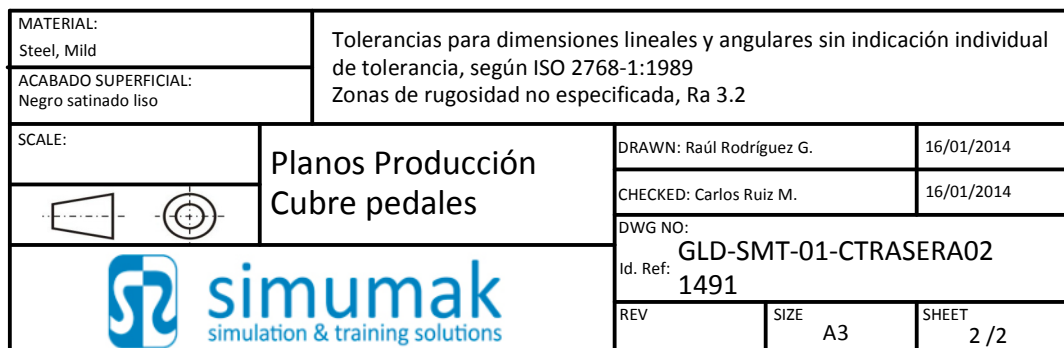 MATERIAL:
Steel, Mild
ACABADO SUPERFICIAL:
Negro satinado liso
Tolerancias para dimensiones lineales y angulares sin indicación individual
de tolerancia, según ISO 2768-1:1989
Zonas de rugosidad no especificada, Ra 3.2
SCALE:
Planos Producción
Cubre pedales
DRAWN: Raúl Rodríguez G.
16/01/2014
CHECKED: Carlos Ruiz M.
16/01/2014
DWG NO:
GLD-SMT-01-CTRASERA02
Id. Ref:
1491
simumak
simulation & training solutions
REV
SIZE
A3
SHEET
2 /2